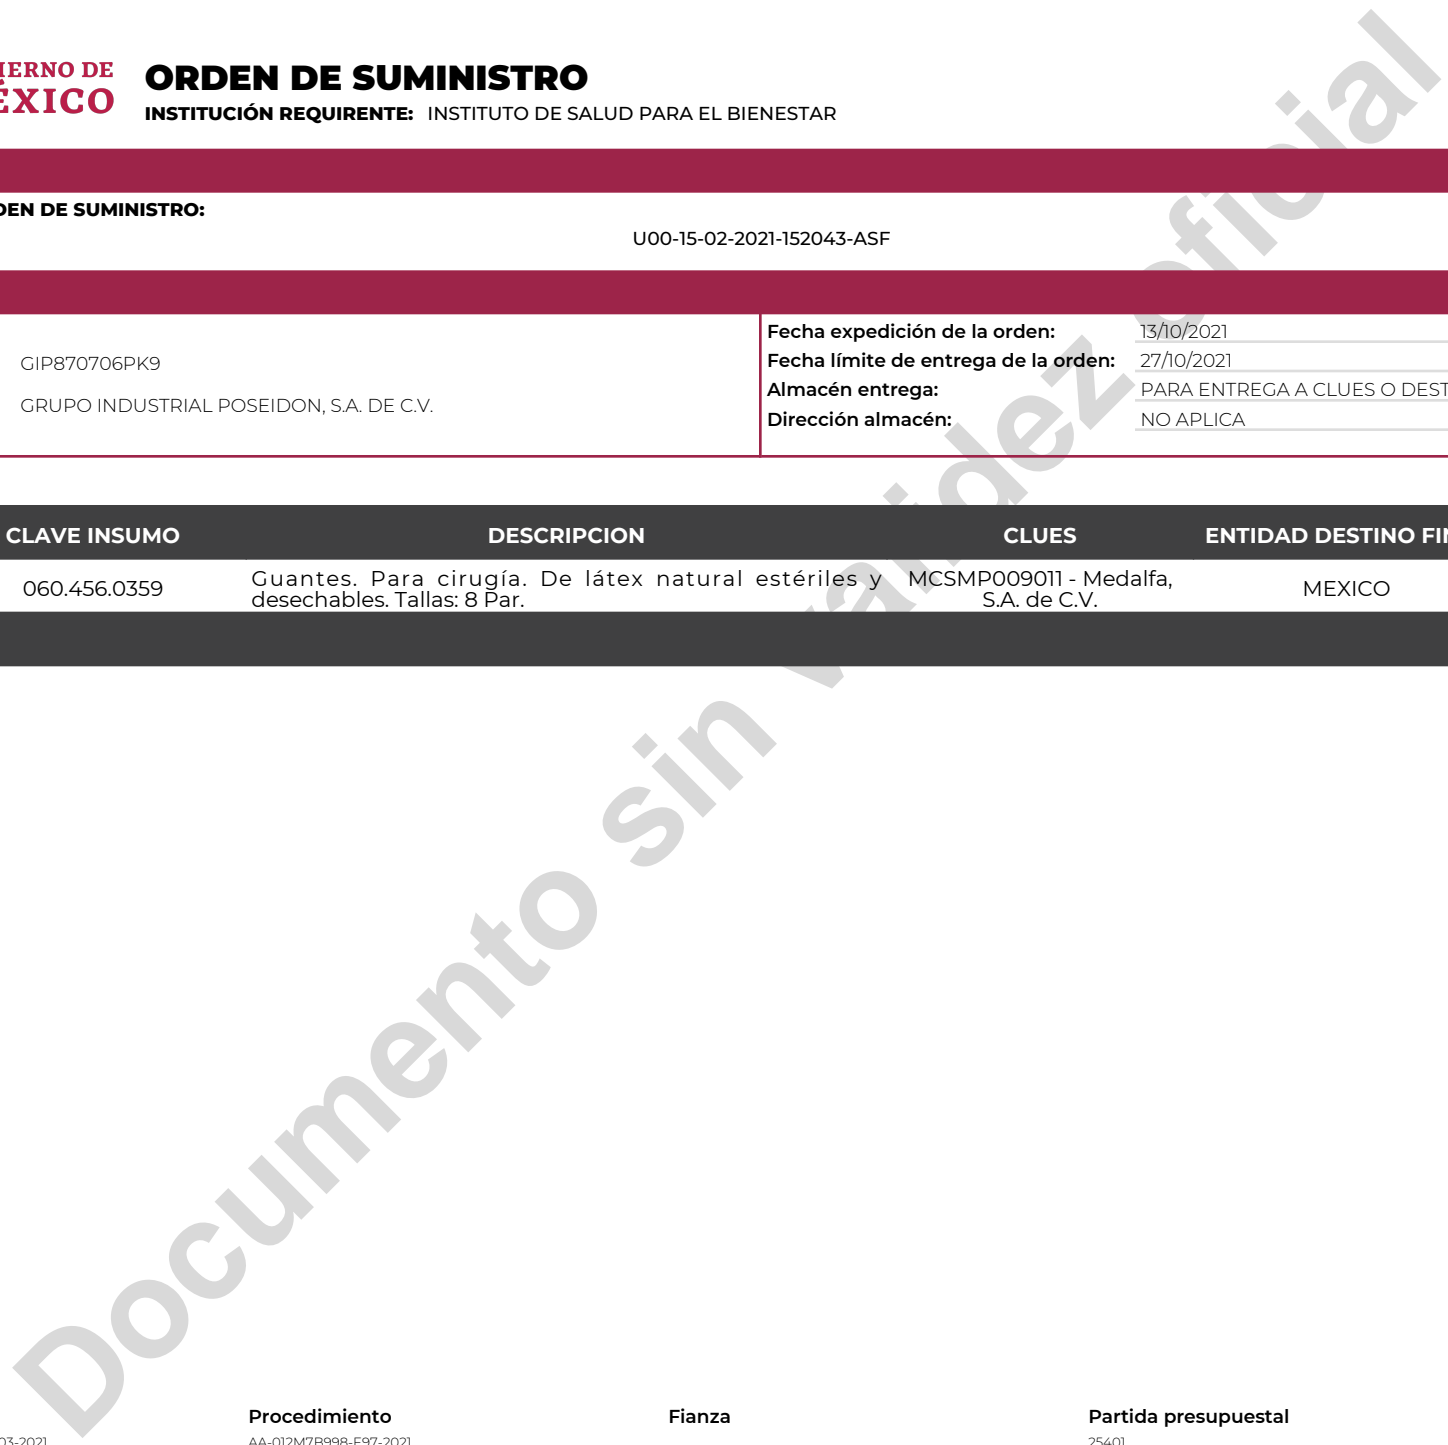 IERNO DE
ÉXICO
ORDEN DE SUMINISTRO
INSTITUCIÓN REQUIRENTE: INSTITUTO DE SALUD PARA EL BIENESTAR
DEN DE SUMINISTRO:
U00-15-02-2021-152043-ASF
GIP870706PK9
GRUPO INDUSTRIAL POSEIDON, S.A. DE C.V.
Fecha expedición de la orden: 13/10/2021
Fecha límite de entrega de la orden: 27/10/2021
Almacén entrega: PARA ENTREGA A CLUES O DEST
Dirección almacén: NO APLICA
CLAVE INSUMO DESCRIPCION CLUES ENTIDAD DESTINO FIN
060.456.0359 Guantes. Para cirugía. De látex natural estériles y desechables. Tallas: 8 Par. MCSMP009011 - Medalfa, S.A. de C.V. MEXICO
Documento sin validez oficial
Procedimiento Fianza Partida presupuestal
03-2021 AA-012M7B998-E97-2021 25401